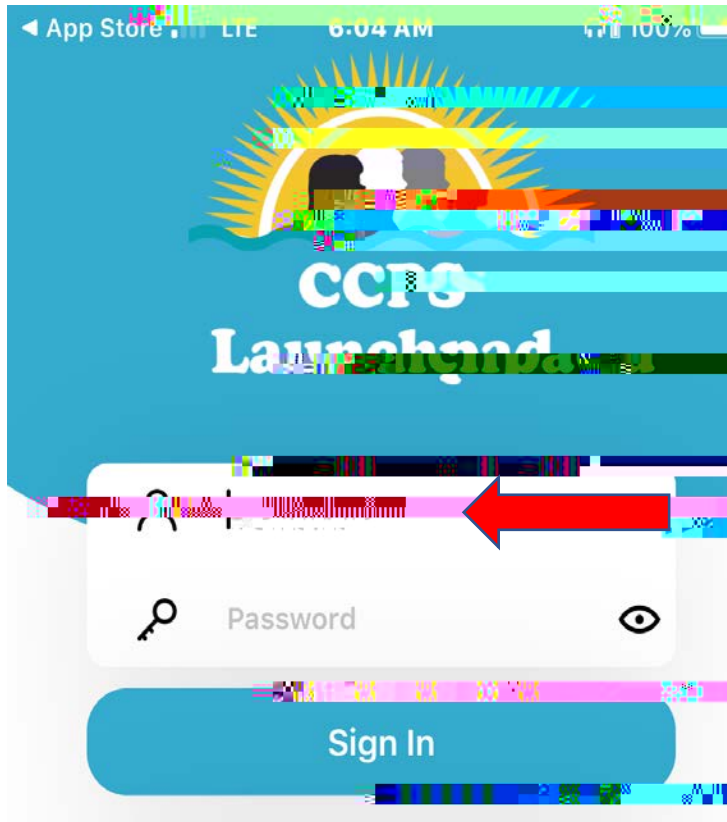 ◀ App Store LTE 6:04 AM 100%
CCPS
Launchpad
Password
Sign In